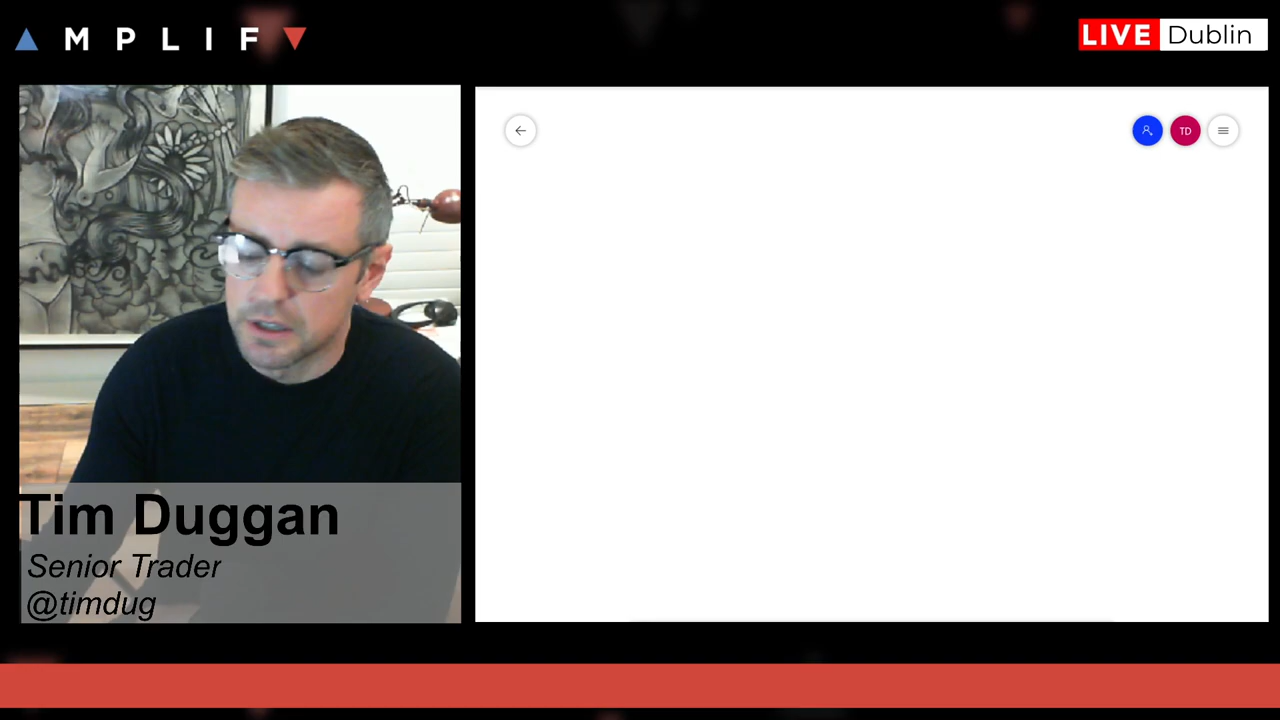 AMPLIFY
LIVE Dublin
TD
Tim Duggan
Senior Trader
@timdug